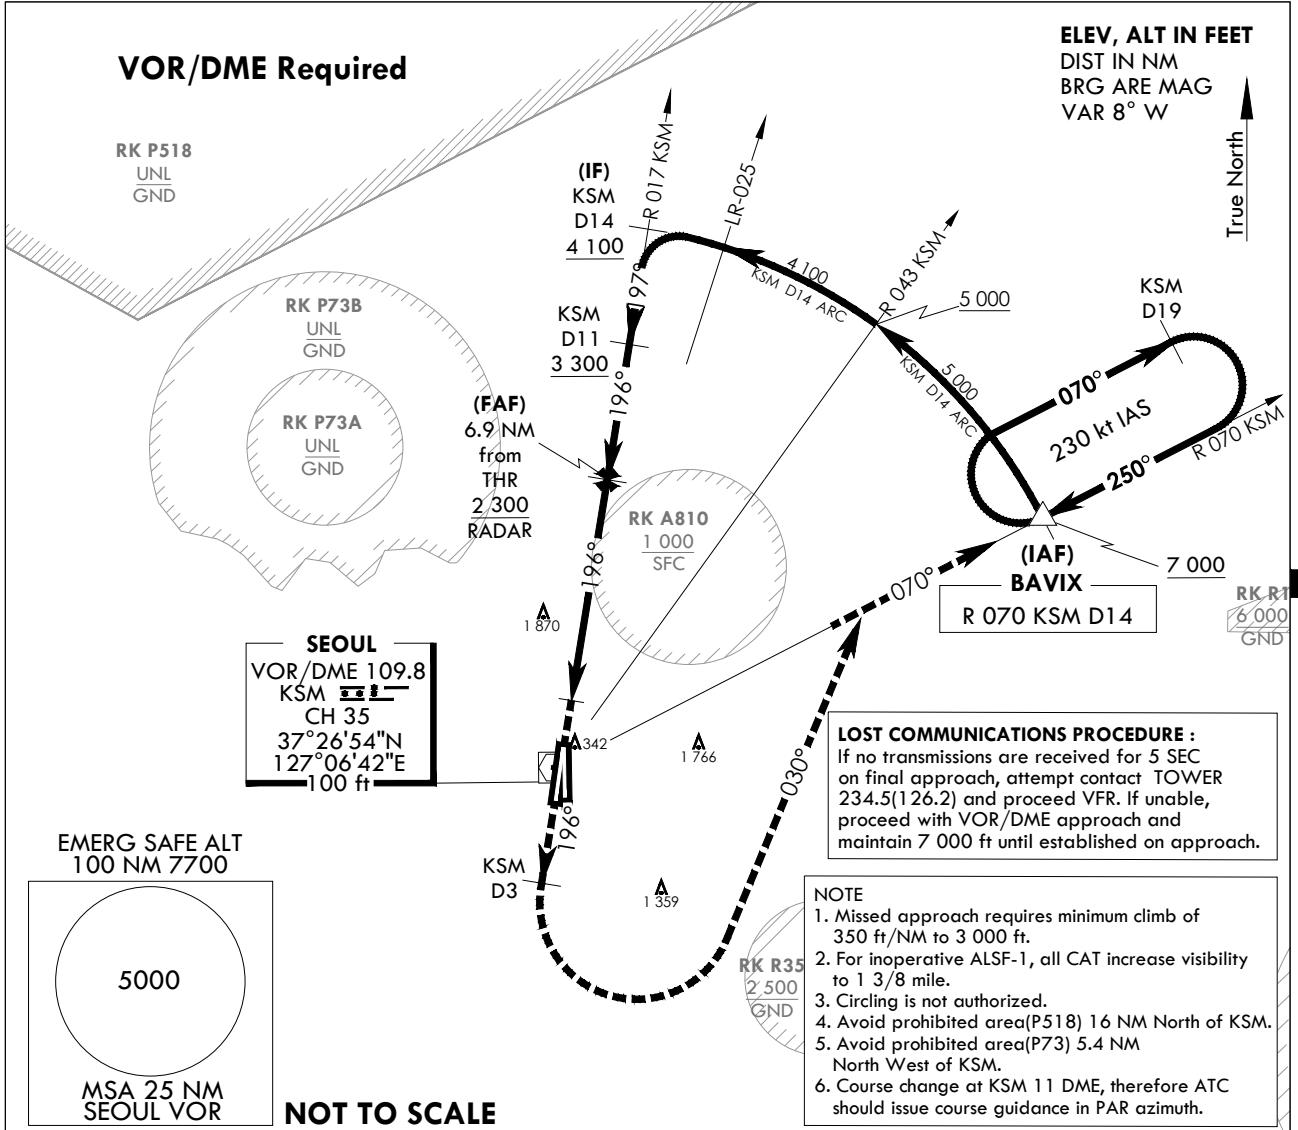 VOR/DME Required
ELEV, ALT IN FEET
DIST IN NM
BRG ARE MAG
VAR 8° W
True North
RK P518
UNL
GND
(IF)
KSM
D14
4 100
R 017 KSM
LR-025
R 043 KSM
4 100
KSM D14 ARC
5 000
KSM
D19
RK P73B
UNL
GND
KSM
D11
3 300
197°
5 000
KSM D14 ARC
070°
230 kt IAS
R 070 KSM
250°
RK P73A
UNL
GND
196°
(FAF)
6.9 NM
from
THR
2 300
RADAR
RK A810
1 000
SFC
196°
(IAF)
BAVIX
R 070 KSM D14
7 000
070°
RK R1
6 000
GND
1 870
SEOUL
VOR/DME 109.8
KSM
CH 35
37°26'54"N
127°06'42"E
100 ft
342
1 766
030°
196°
LOST COMMUNICATIONS PROCEDURE :
If no transmissions are received for 5 SEC
on final approach, attempt contact TOWER
234.5(126.2) and proceed VFR. If unable,
proceed with VOR/DME approach and
maintain 7 000 ft until established on approach.
KSM
D3
1 359
EMERG SAFE ALT
100 NM 7700
5000
MSA 25 NM
SEOUL VOR
NOT TO SCALE
RK R35
2 500
GND
NOTE
1. Missed approach requires minimum climb of
350 ft/NM to 3 000 ft.
2. For inoperative ALSF-1, all CAT increase visibility
to 1 3/8 mile.
3. Circling is not authorized.
4. Avoid prohibited area(P518) 16 NM North of KSM.
5. Avoid prohibited area(P73) 5.4 NM
North West of KSM.
6. Course change at KSM 11 DME, therefore ATC
should issue course guidance in PAR azimuth.